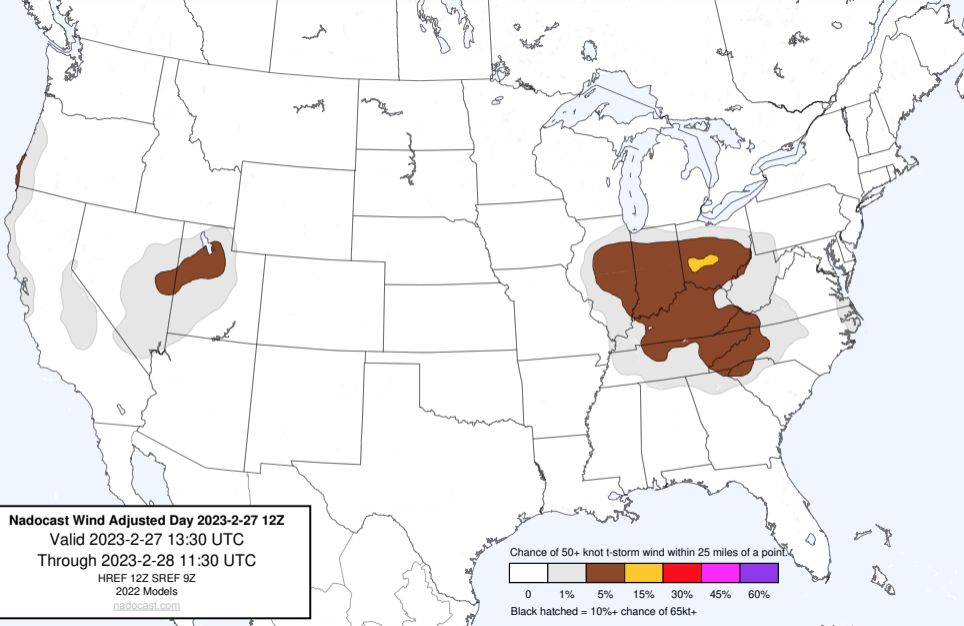 Nadocast Wind Adjusted Day 2023-2-27 12Z
Valid 2023-2-27 13:30 UTC
Through 2023-2-28 11:30 UTC
HREF 12Z SREF 9Z
2022 Models
nadocast.com
Chance of 50+ knot t-storm wind within 25 miles of a point.
0 1% 5% 15% 30% 45% 60%
Black hatched = 10%+ chance of 65kt+